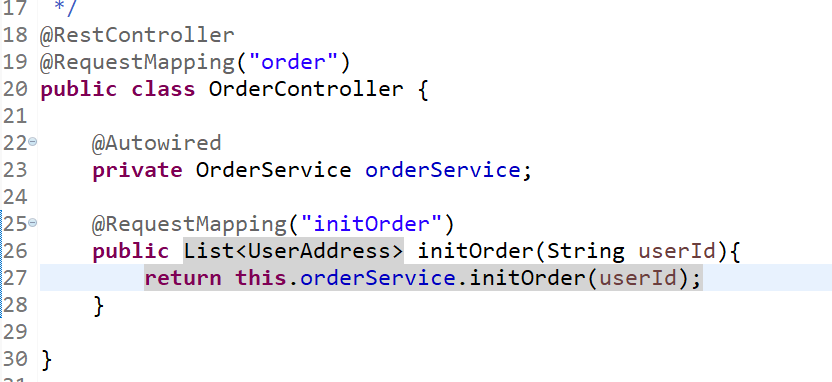 17  */
18 @RestController
19 @RequestMapping("order")
20 public class OrderController {
21
22     @Autowired
23     private OrderService orderService;
24
25     @RequestMapping("initOrder")
26     public List<UserAddress> initOrder(String userId){
27         return this.orderService.initOrder(userId);
28     }
29
30 }